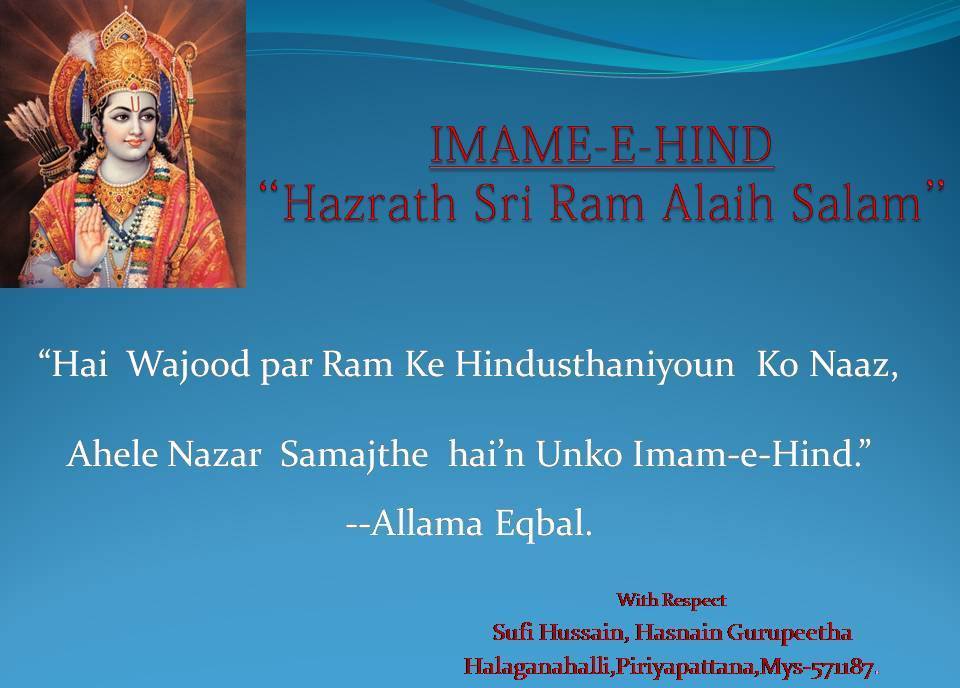 IMAME-E-HIND
“Hazrath Sri Ram Alaih Salam”
“Hai Wajood par Ram Ke Hindusthaniyoun Ko Naaz,
Ahele Nazar Samajthe hai’n Unko Imam-e-Hind.”
--Allama Eqbal.
With Respect
Sufi Hussain, Hasnain Gurupeetha
Halaganahalli,Piriyapattana,Mys-571187.